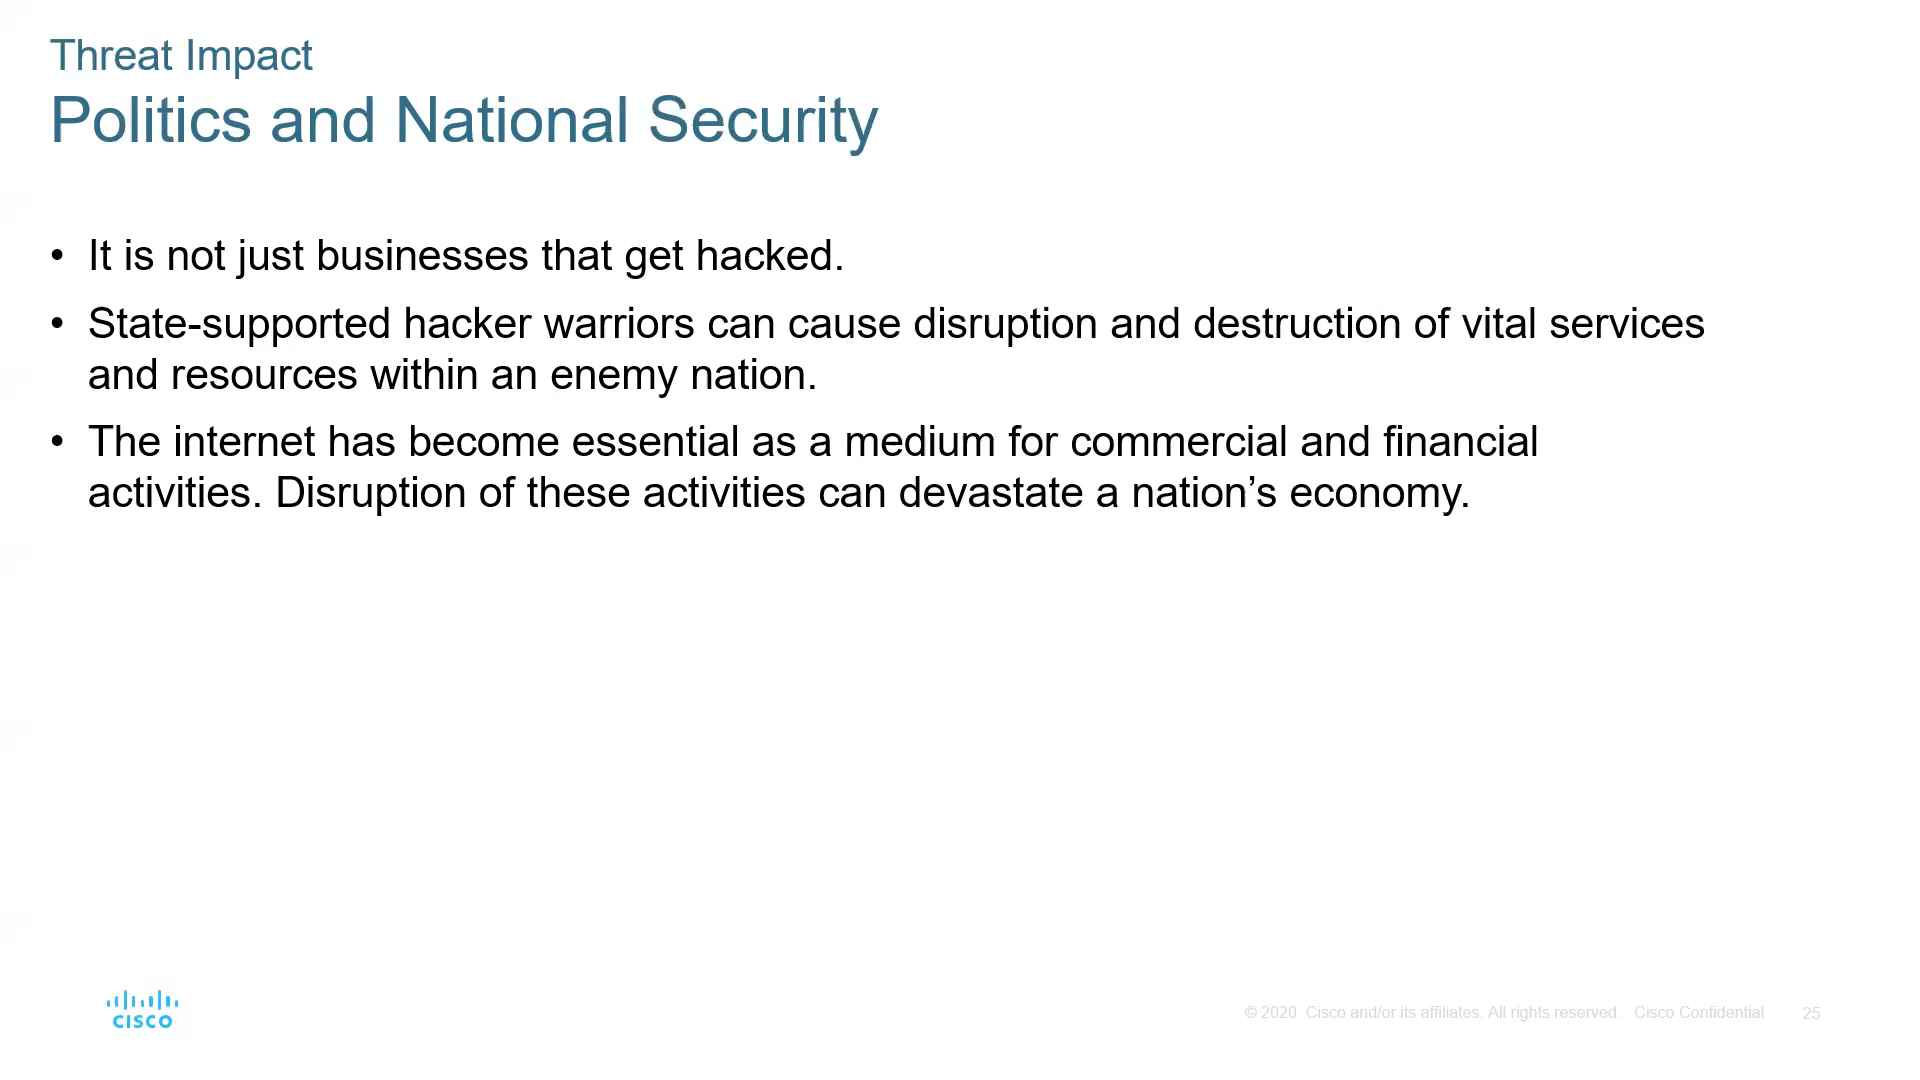 Threat Impact
Politics and National Security
• It is not just businesses that get hacked.
• State-supported hacker warriors can cause disruption and destruction of vital services
and resources within an enemy nation.
• The internet has become essential as a medium for commercial and financial
activities. Disruption of these activities can devastate a nation’s economy.
CISCO
© 2020 Cisco and/or its affiliates. All rights reserved. Cisco Confidential 25